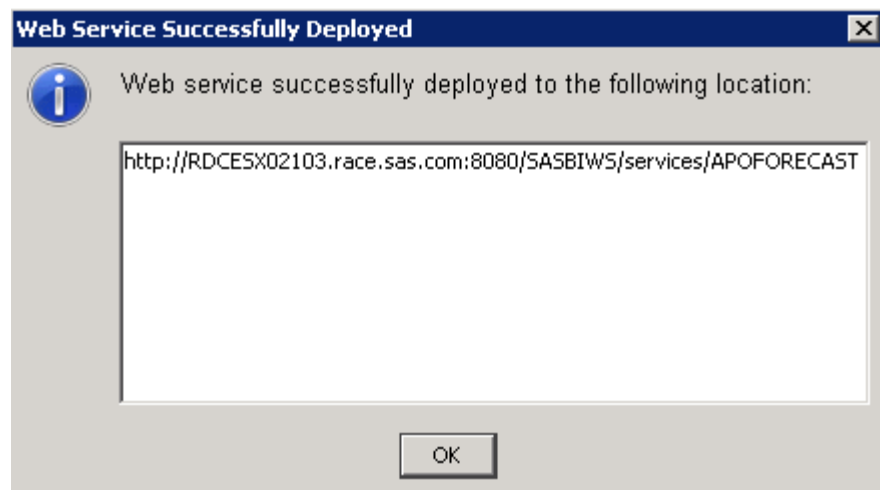 Web Service Successfully Deployed
Web service successfully deployed to the following location:
http://RDCESX02103.race.sas.com:8080/SASBIWS/services/APOFORECAST
OK